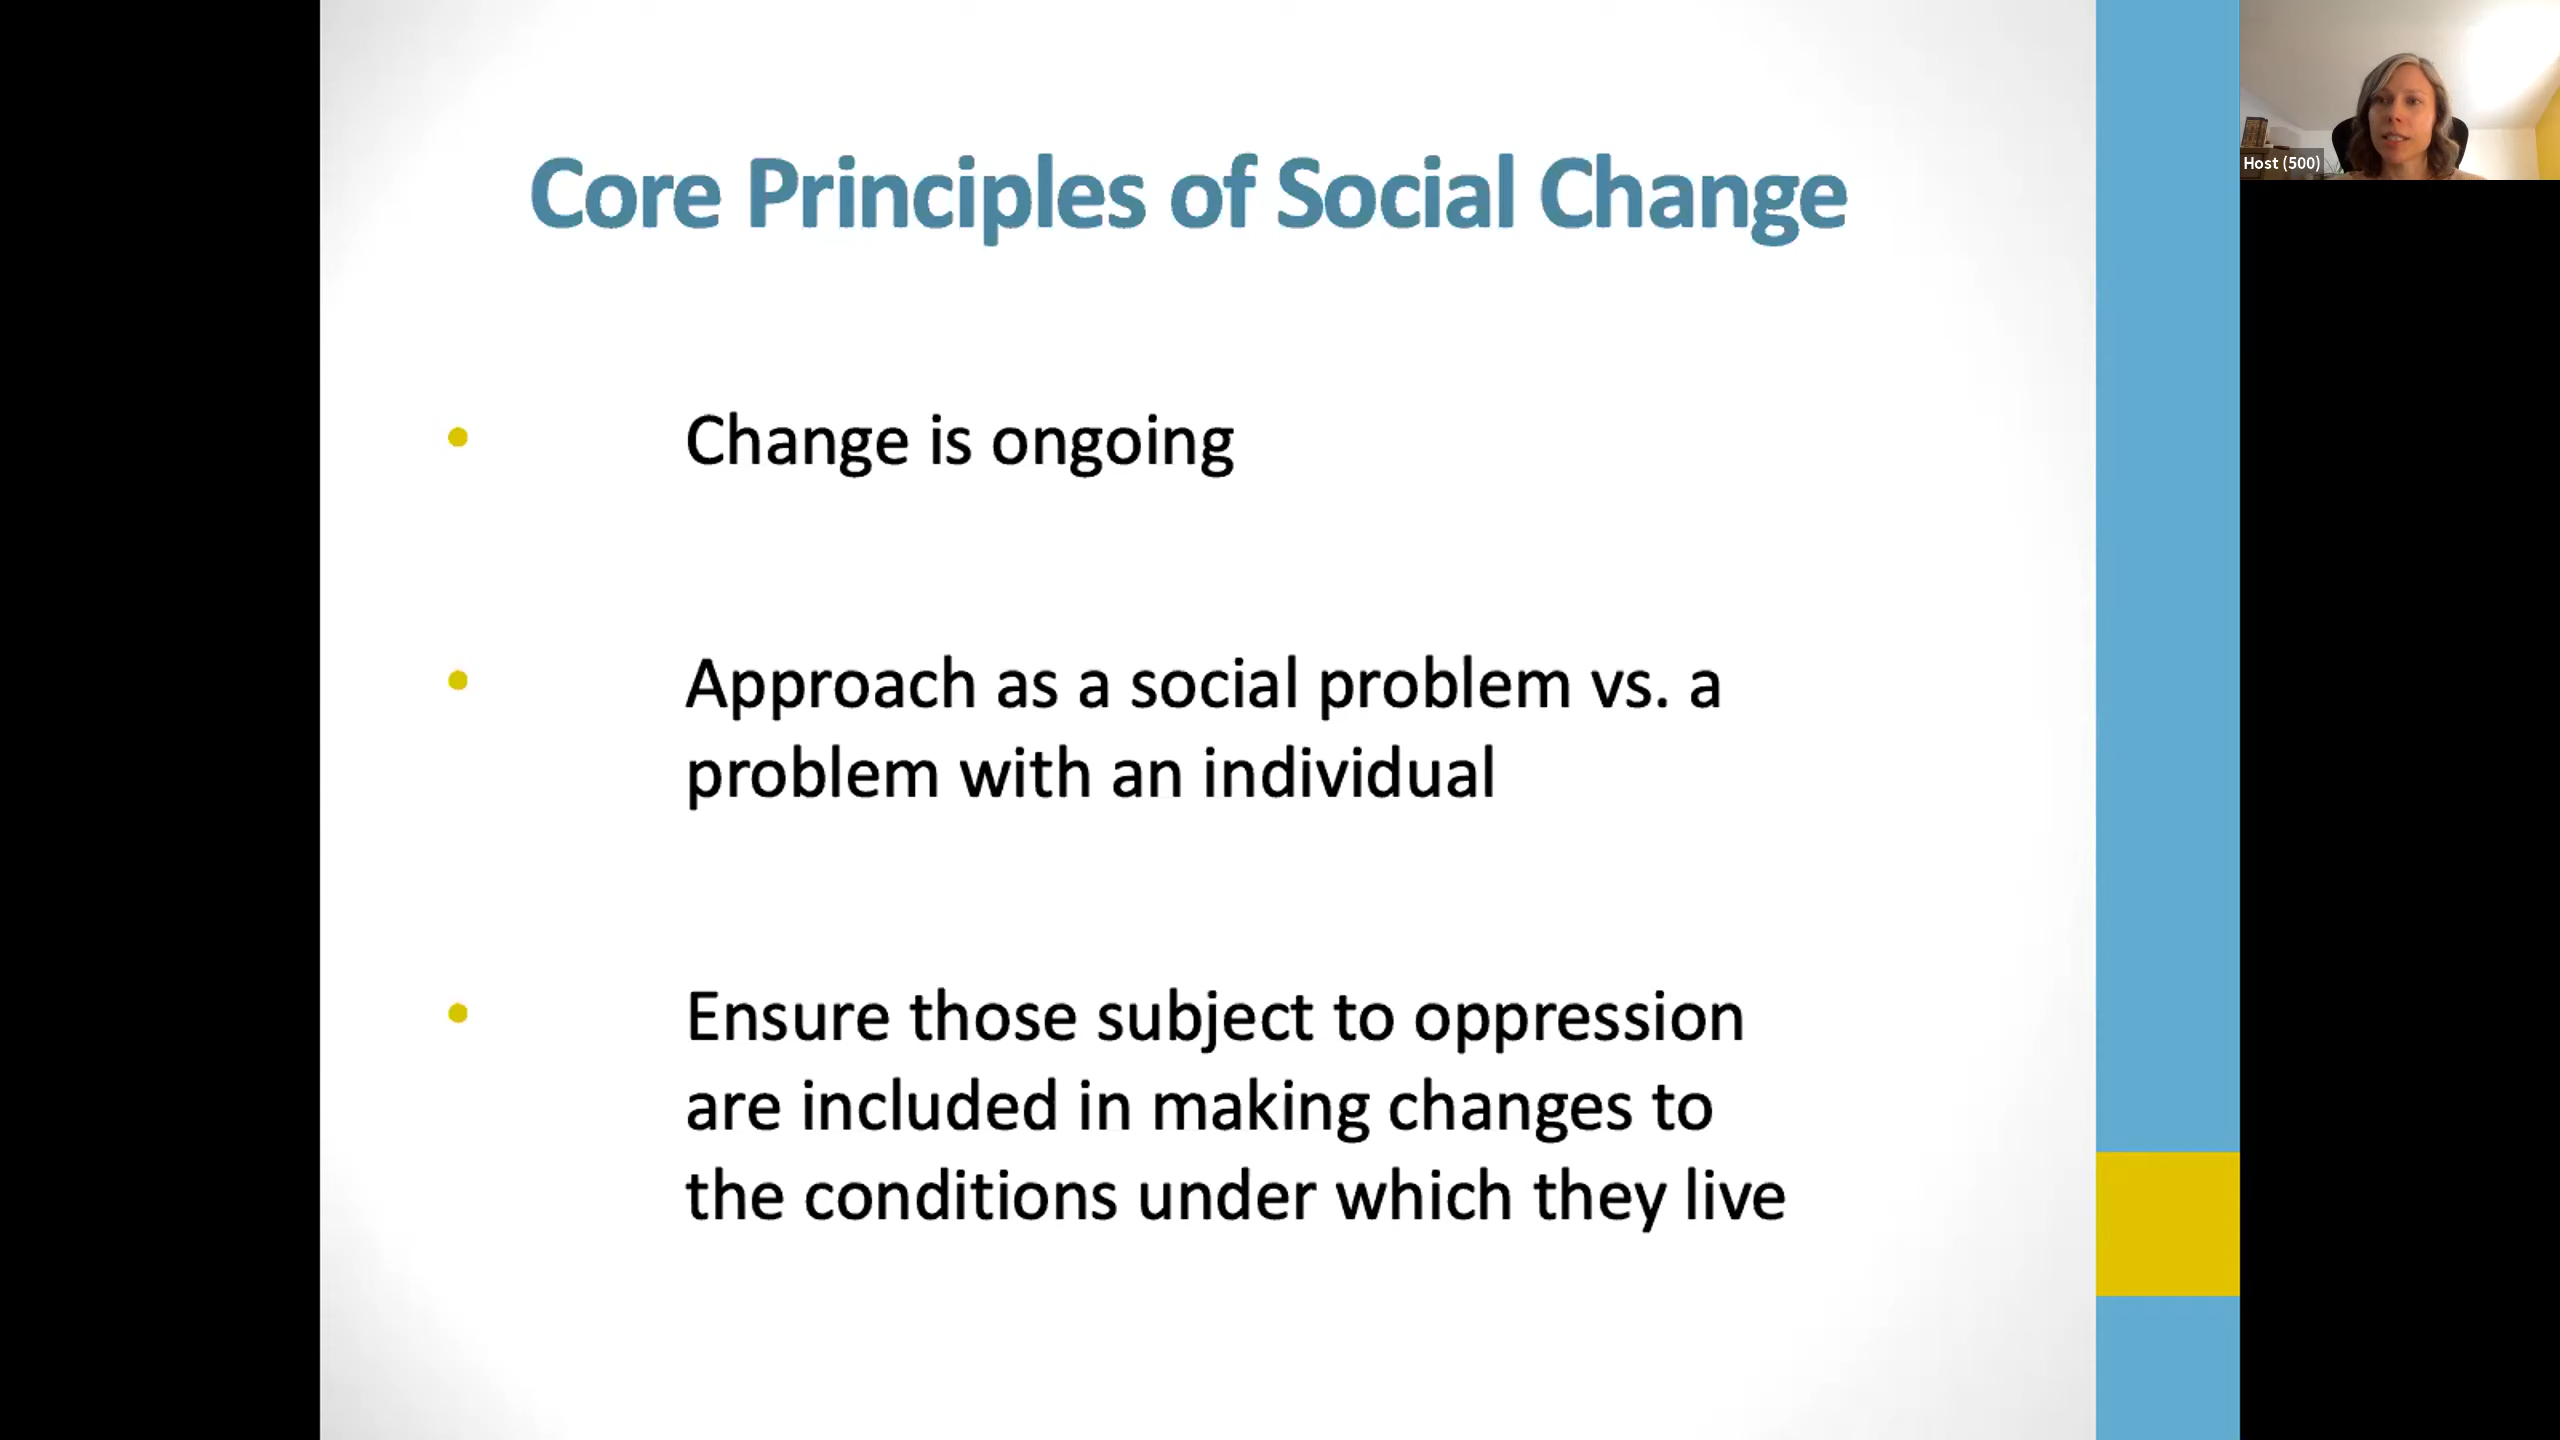 Core Principles of Social Change
• Change is ongoing
• Approach as a social problem vs. a
problem with an individual
• Ensure those subject to oppression
are included in making changes to
the conditions under which they live
Host (500)